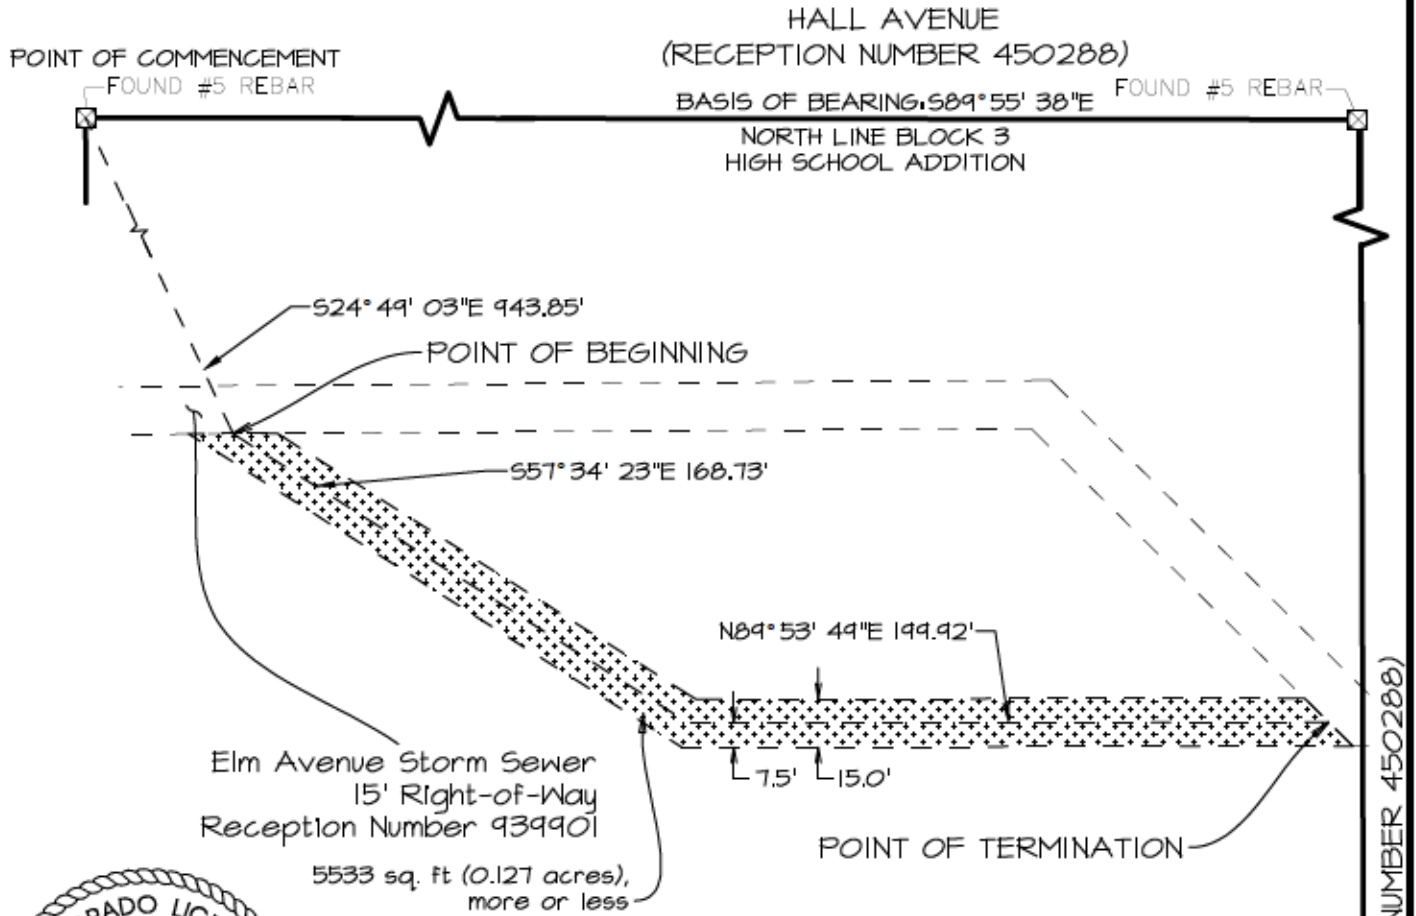 HALL AVENUE
(RECEPTION NUMBER 450288)
POINT OF COMMENCEMENT
FOUND #5 REBAR
FOUND #5 REBAR
BASIS OF BEARING:S89°55' 38"E
NORTH LINE BLOCK 3
HIGH SCHOOL ADDITION
S24°49' 03"E 943.85'
POINT OF BEGINNING
S57°34' 23"E 168.73'
N89°53' 49"E 199.92'
7.5'
15.0'
Elm Avenue Storm Sewer
15' Right-of-Way
Reception Number 939901
POINT OF TERMINATION
5533 sq. ft (0.127 acres),
more or less
NUMBER 450288)